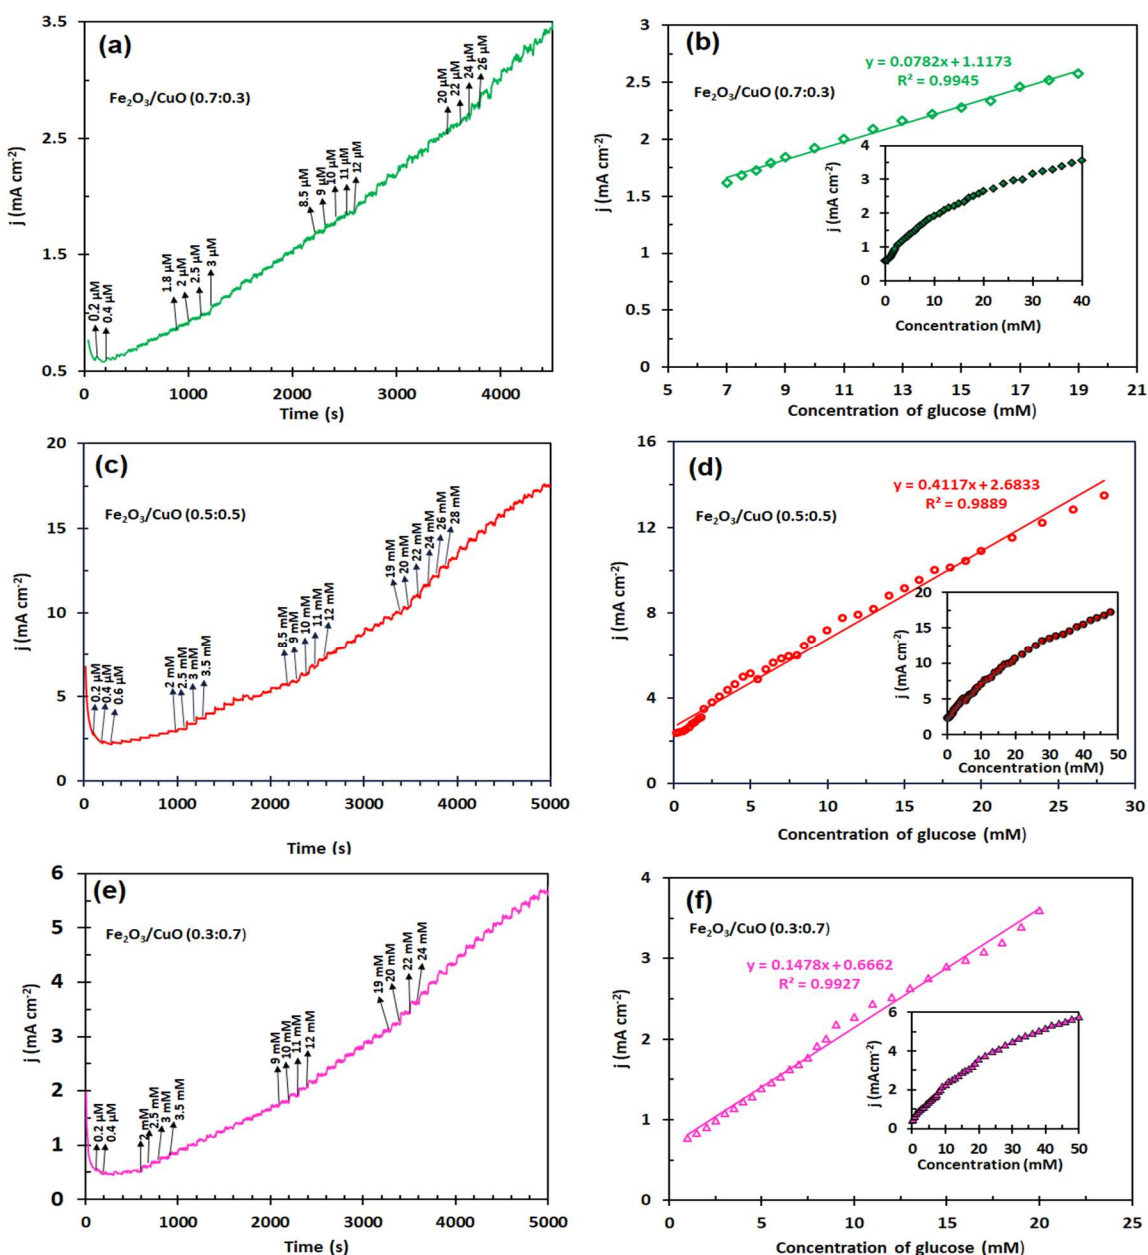 (a)
Fe₂O₃/CuO (0.7:0.3)
j (mA cm⁻²)
3.5
2.5
1.5
0.5
0.2 µM
0.4 µM
1.8 µM
2 µM
2.5 µM
3 µM
8.5 µM
9 µM
10 µM
11 µM
12 µM
20 µM
22 µM
24 µM
26 µM
0
1000
2000
3000
4000
Time (s)
(b)
y = 0.0782x + 1.1173
R² = 0.9945
Fe₂O₃/CuO (0.7:0.3)
j (mA cm⁻²)
3
2.5
2
1.5
1
0.5
0
j (mA cm⁻²)
4
3
2
1
0
0
10
20
30
40
Concentration (mM)
5
7
9
11
13
15
17
19
21
Concentration of glucose (mM)
(c)
Fe₂O₃/CuO (0.5:0.5)
j (mA cm⁻²)
20
15
10
5
0
0.2 µM
0.4 µM
0.6 µM
2 mM
2.5 mM
3 mM
3.5 mM
8.5 mM
9 mM
10 mM
11 mM
12 mM
19 mM
20 mM
22 mM
24 mM
26 mM
28 mM
0
1000
2000
3000
4000
5000
Time (s)
(d)
y = 0.4117x + 2.6833
R² = 0.9889
Fe₂O₃/CuO (0.5:0.5)
j (mA cm⁻²)
16
12
8
4
0
j (mA cm⁻²)
20
15
10
5
0
0
10
20
30
40
50
Concentration (mM)
0
5
10
15
20
25
30
Concentration of glucose (mM)
(e)
Fe₂O₃/CuO (0.3:0.7)
j (mA cm⁻²)
6
5
4
3
2
1
0
0.2 µM
0.4 µM
2 mM
2.5 mM
3 mM
3.5 mM
9 mM
10 mM
11 mM
12 mM
19 mM
20 mM
22 mM
24 mM
0
1000
2000
3000
4000
5000
Time (s)
(f)
Fe₂O₃/CuO (0.3:0.7)
y = 0.1478x + 0.6662
R² = 0.9927
j (mA cm⁻²)
4
3
2
1
0
j (mAcm⁻²)
6
4
2
0
0
10
20
30
40
50
Concentration (mM)
0
5
10
15
20
25
Concentration of glucose (mM)